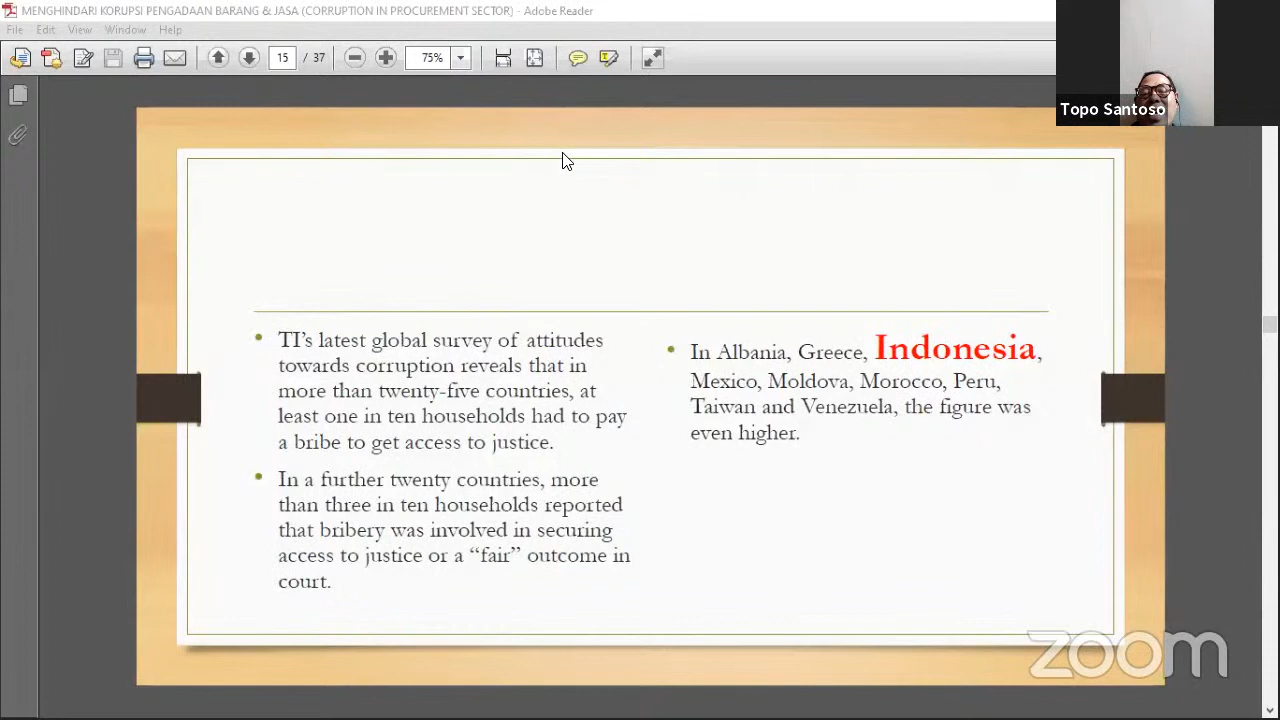 MENGHINDARI KORUPSI PENGADAAN BARANG & JASA (CORRUPTION IN PROCUREMENT SECTOR) - Adobe Reader
File Edit View Window Help
15 / 37 75%
Topo Santoso
• TI’s latest global survey of attitudes
towards corruption reveals that in
more than twenty-five countries, at
least one in ten households had to pay
a bribe to get access to justice.
• In a further twenty countries, more
than three in ten households reported
that bribery was involved in securing
access to justice or a “fair” outcome in
court.
• In Albania, Greece, Indonesia,
Mexico, Moldova, Morocco, Peru,
Taiwan and Venezuela, the figure was
even higher.
zoom